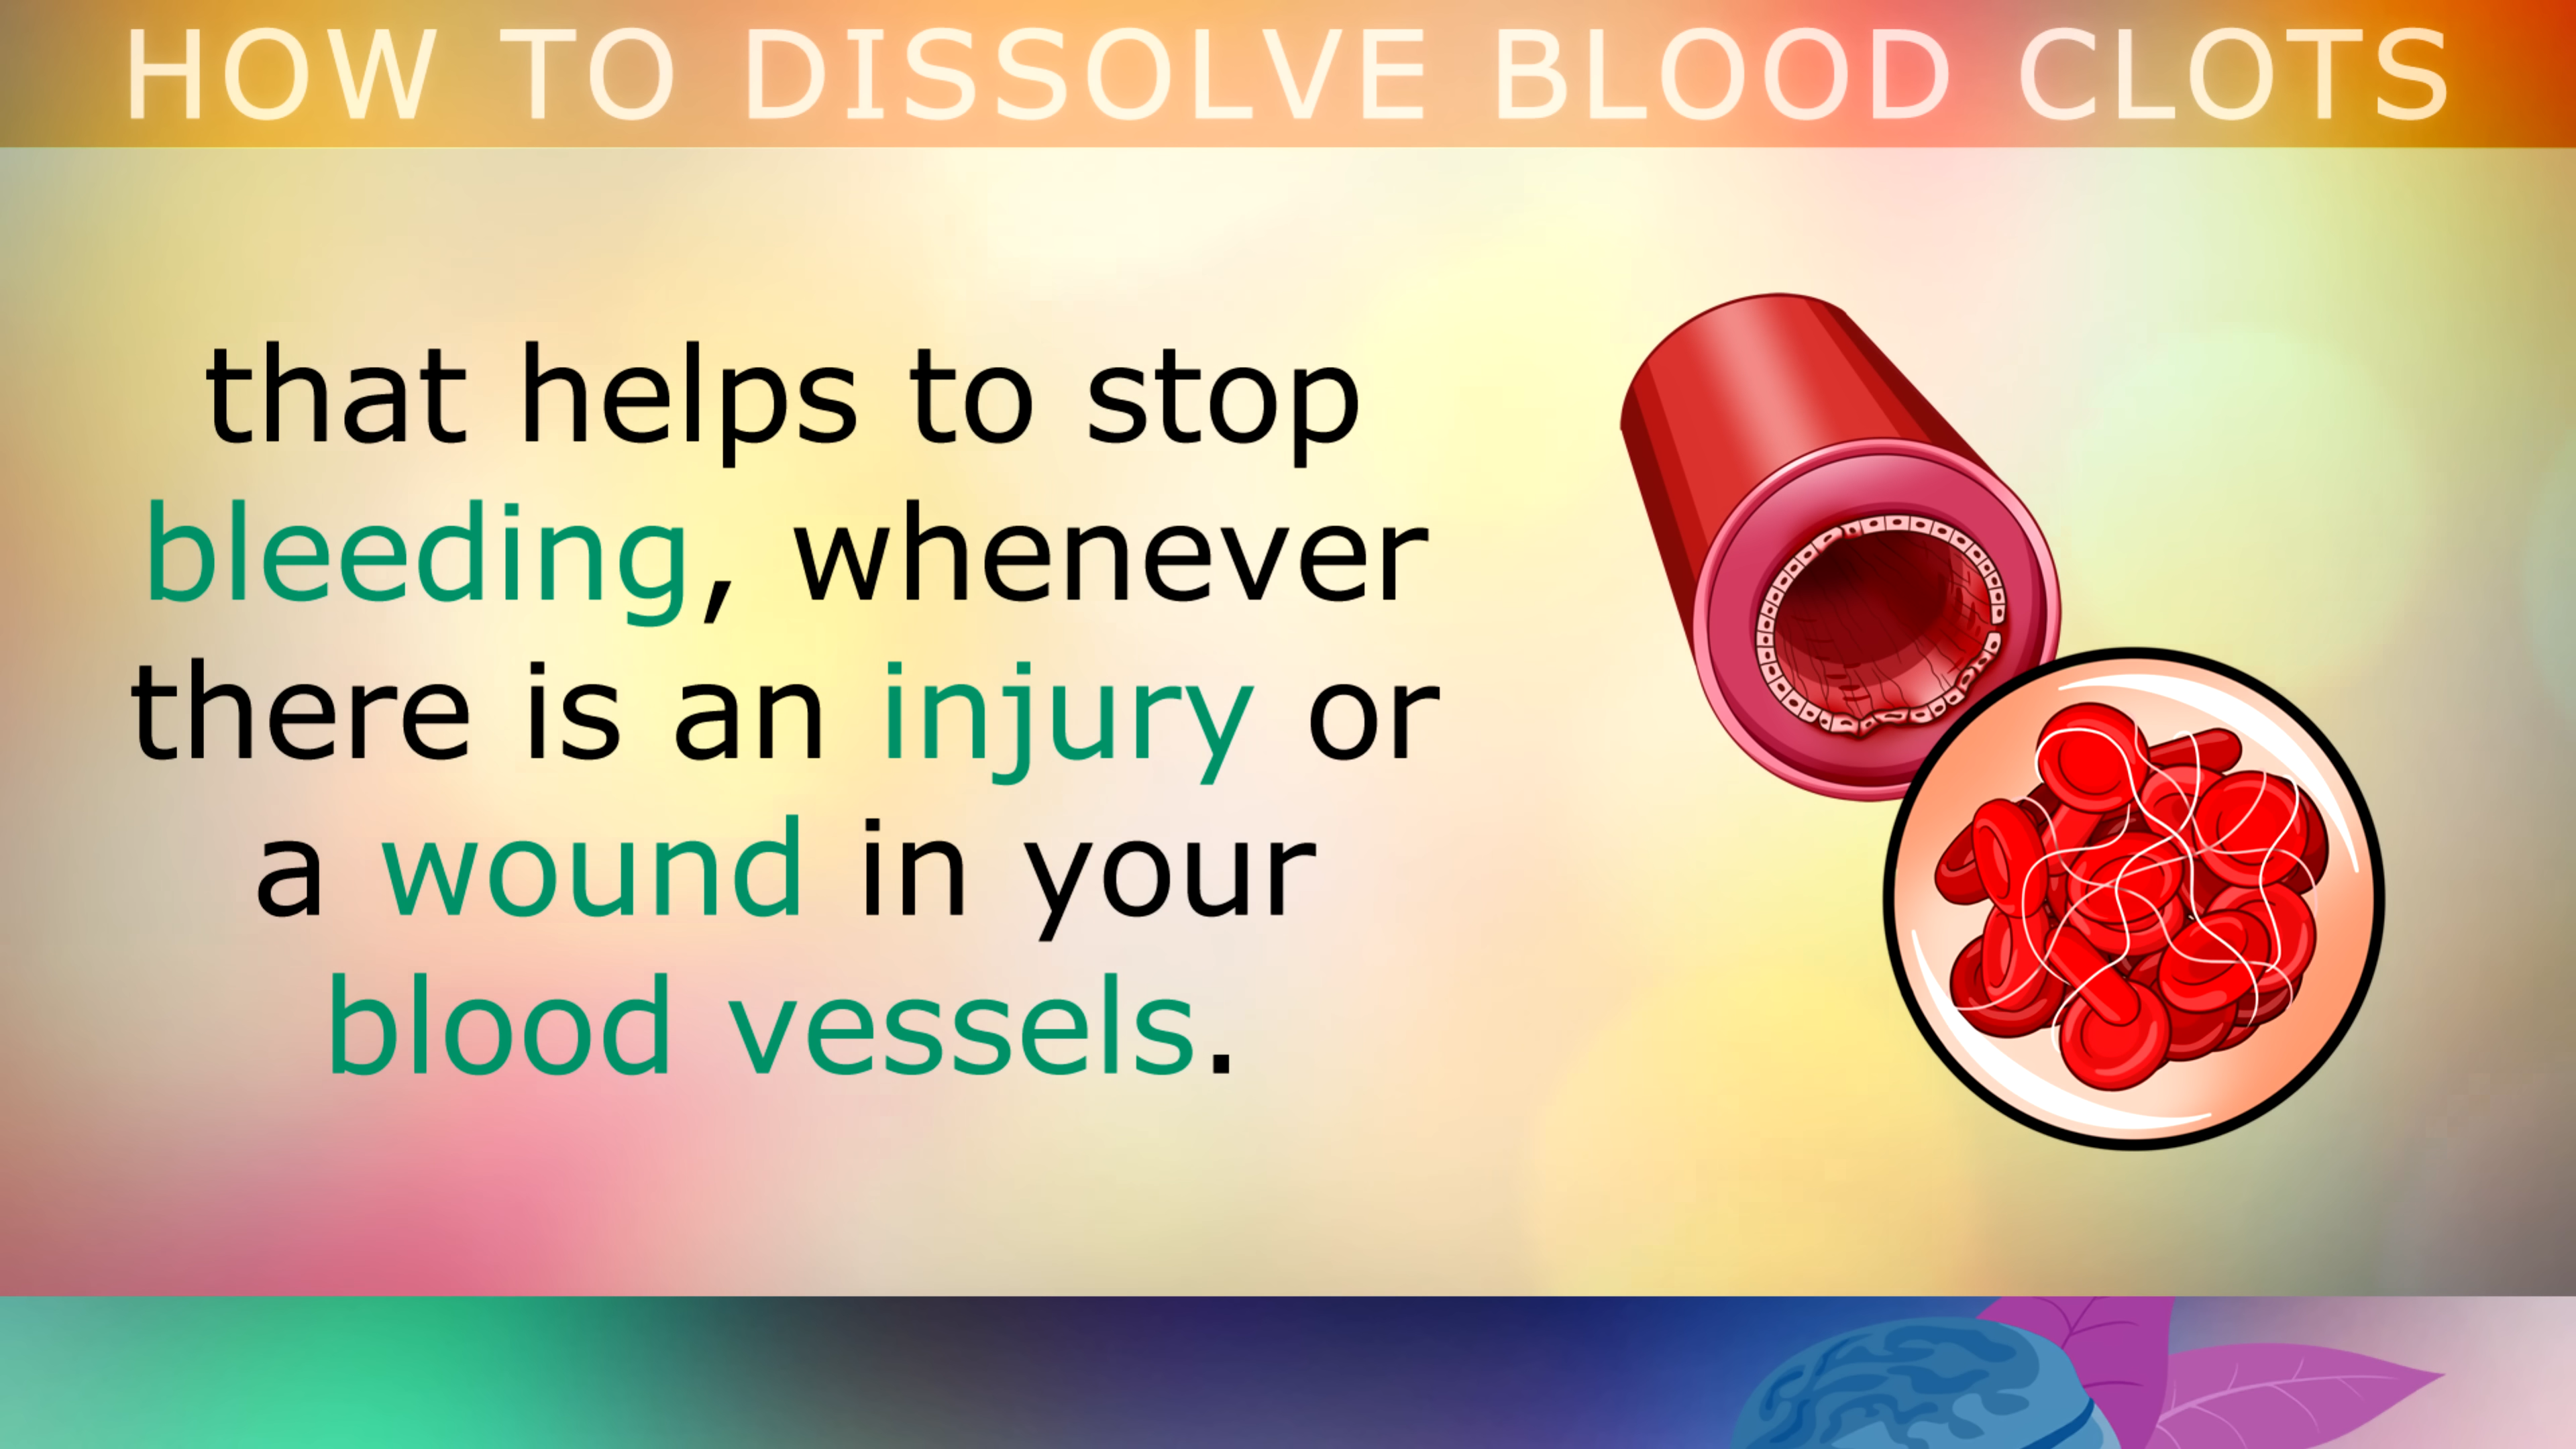 HOW TO DISSOLVE BLOOD CLOTS
that helps to stop
bleeding, whenever
there is an injury or
a wound in your
blood vessels.